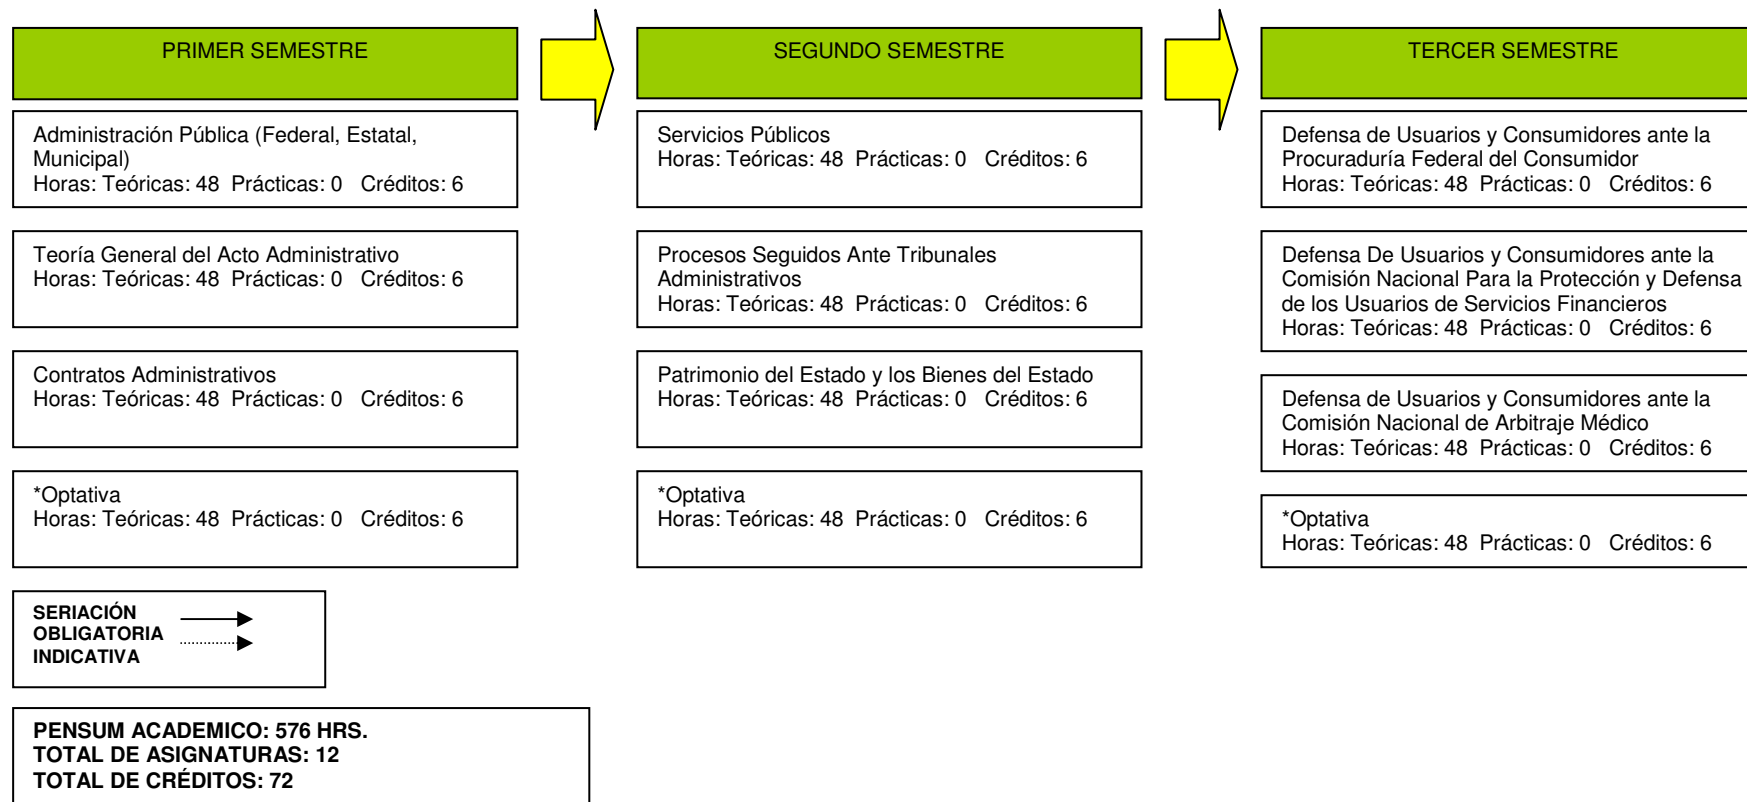 PRIMER SEMESTRE
Administración Pública (Federal, Estatal,
Municipal)
Horas: Teóricas: 48 Prácticas: 0 Créditos: 6
Teoría General del Acto Administrativo
Horas: Teóricas: 48 Prácticas: 0 Créditos: 6
Contratos Administrativos
Horas: Teóricas: 48 Prácticas: 0 Créditos: 6
*Optativa
Horas: Teóricas: 48 Prácticas: 0 Créditos: 6
SEGUNDO SEMESTRE
Servicios Públicos
Horas: Teóricas: 48 Prácticas: 0 Créditos: 6
Procesos Seguidos Ante Tribunales
Administrativos
Horas: Teóricas: 48 Prácticas: 0 Créditos: 6
Patrimonio del Estado y los Bienes del Estado
Horas: Teóricas: 48 Prácticas: 0 Créditos: 6
*Optativa
Horas: Teóricas: 48 Prácticas: 0 Créditos: 6
TERCER SEMESTRE
Defensa de Usuarios y Consumidores ante la
Procuraduría Federal del Consumidor
Horas: Teóricas: 48 Prácticas: 0 Créditos: 6
Defensa De Usuarios y Consumidores ante la
Comisión Nacional Para la Protección y Defensa
de los Usuarios de Servicios Financieros
Horas: Teóricas: 48 Prácticas: 0 Créditos: 6
Defensa de Usuarios y Consumidores ante la
Comisión Nacional de Arbitraje Médico
Horas: Teóricas: 48 Prácticas: 0 Créditos: 6
*Optativa
Horas: Teóricas: 48 Prácticas: 0 Créditos: 6
SERIACIÓN
OBLIGATORIA
INDICATIVA
PENSUM ACADEMICO: 576 HRS.
TOTAL DE ASIGNATURAS: 12
TOTAL DE CRÉDITOS: 72